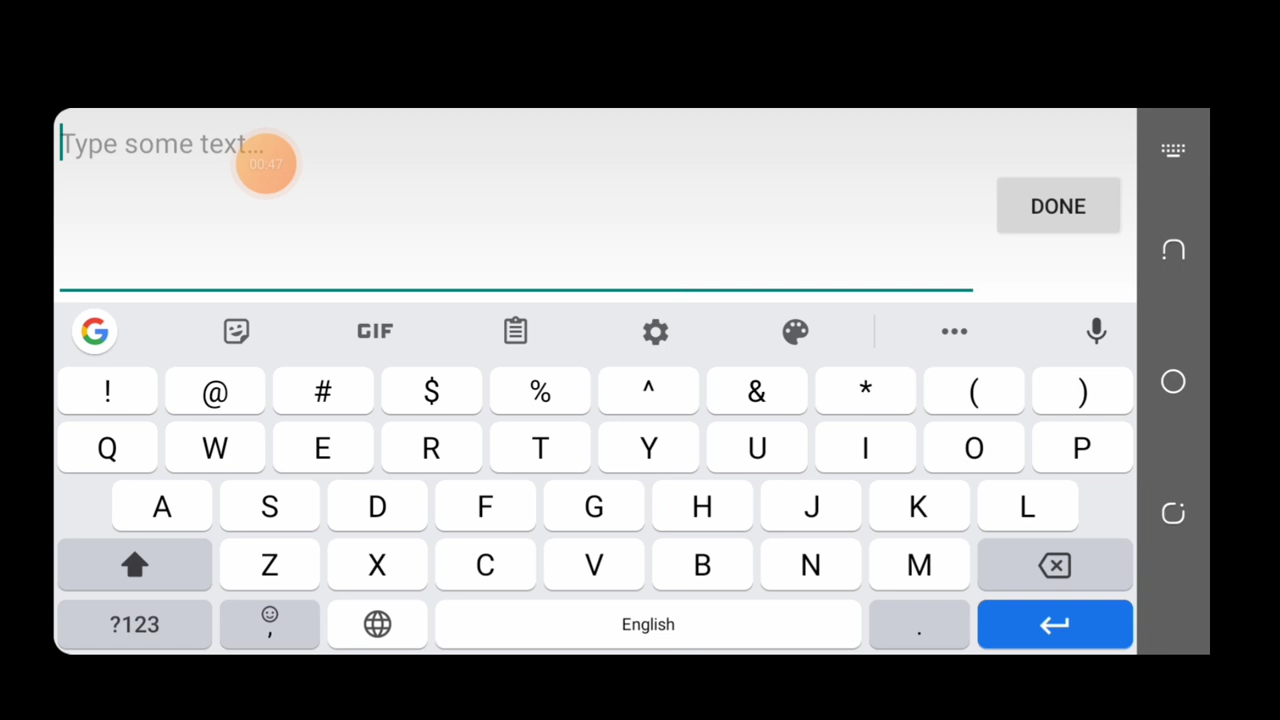 Type some text...
00:47
DONE
GIF
! @ # $ % ^ & * ( )
Q W E R T Y U I O P
A S D F G H J K L
Z X C V B N M
?123 , English .